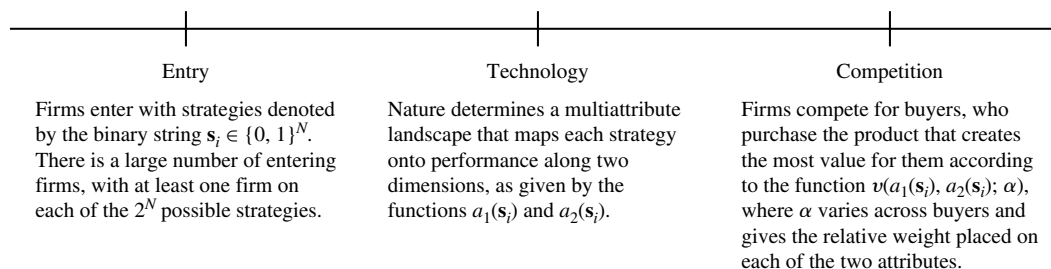 Entry
Firms enter with strategies denoted
by the binary string sᵢ ∈ {0, 1}ᴺ.
There is a large number of entering
firms, with at least one firm on
each of the 2ᴺ possible strategies.
Technology
Nature determines a multiattribute
landscape that maps each strategy
onto performance along two
dimensions, as given by the
functions a₁(sᵢ) and a₂(sᵢ).
Competition
Firms compete for buyers, who
purchase the product that creates
the most value for them according
to the function v(a₁(sᵢ), a₂(sᵢ); α),
where α varies across buyers and
gives the relative weight placed on
each of the two attributes.